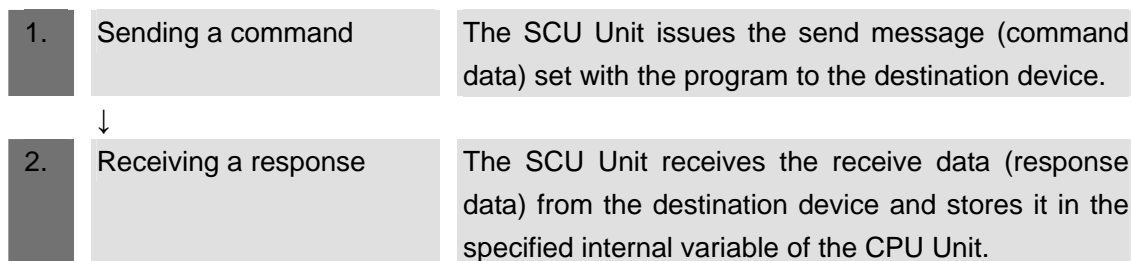 1. Sending a command The SCU Unit issues the send message (command
data) set with the program to the destination device.
↓
2. Receiving a response The SCU Unit receives the receive data (response
data) from the destination device and stores it in the
specified internal variable of the CPU Unit.